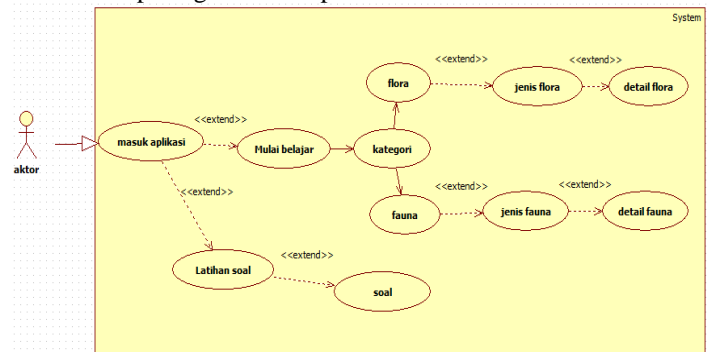 System
flora
<<extend>>
jenis flora
<<extend>>
detail flora
aktor
masuk aplikasi
<<extend>>
Mulai belajar
kategori
fauna
<<extend>>
jenis fauna
<<extend>>
detail fauna
<<extend>>
Latihan soal
<<extend>>
soal